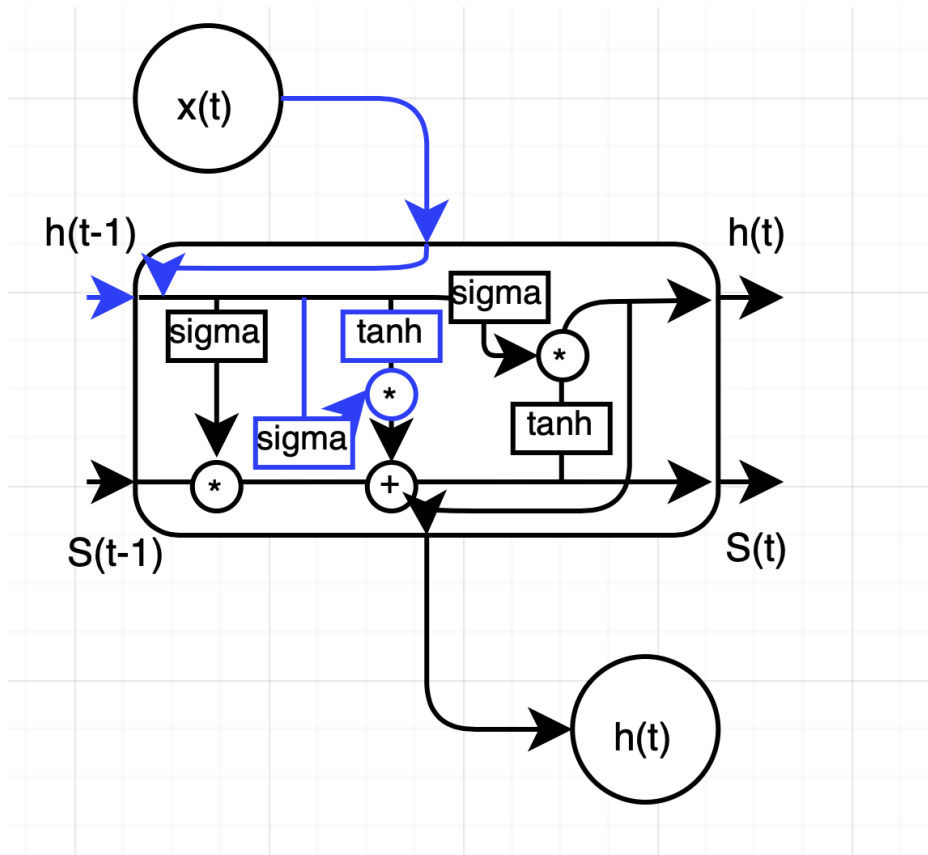 x(t)
h(t-1)
h(t)
sigma
sigma
tanh
*
*
sigma
tanh
*
+
S(t-1)
S(t)
h(t)